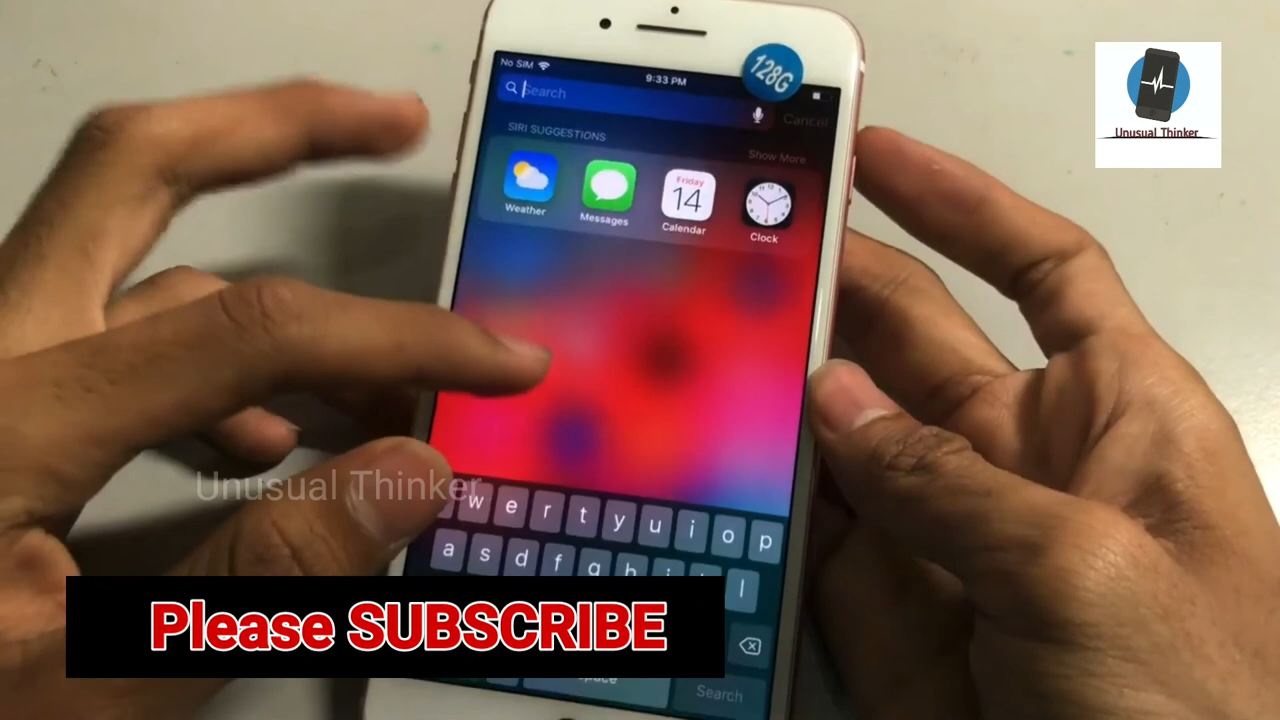 No SIM
9:33 PM
128G
Search
Cancel
SIRI SUGGESTIONS
Show More
Weather
Messages
Friday
14
Calendar
Clock
Unusual Thinker
Unusual Thinker
w e r t y u i o p
a s d f g h j l
Please SUBSCRIBE
space
Search